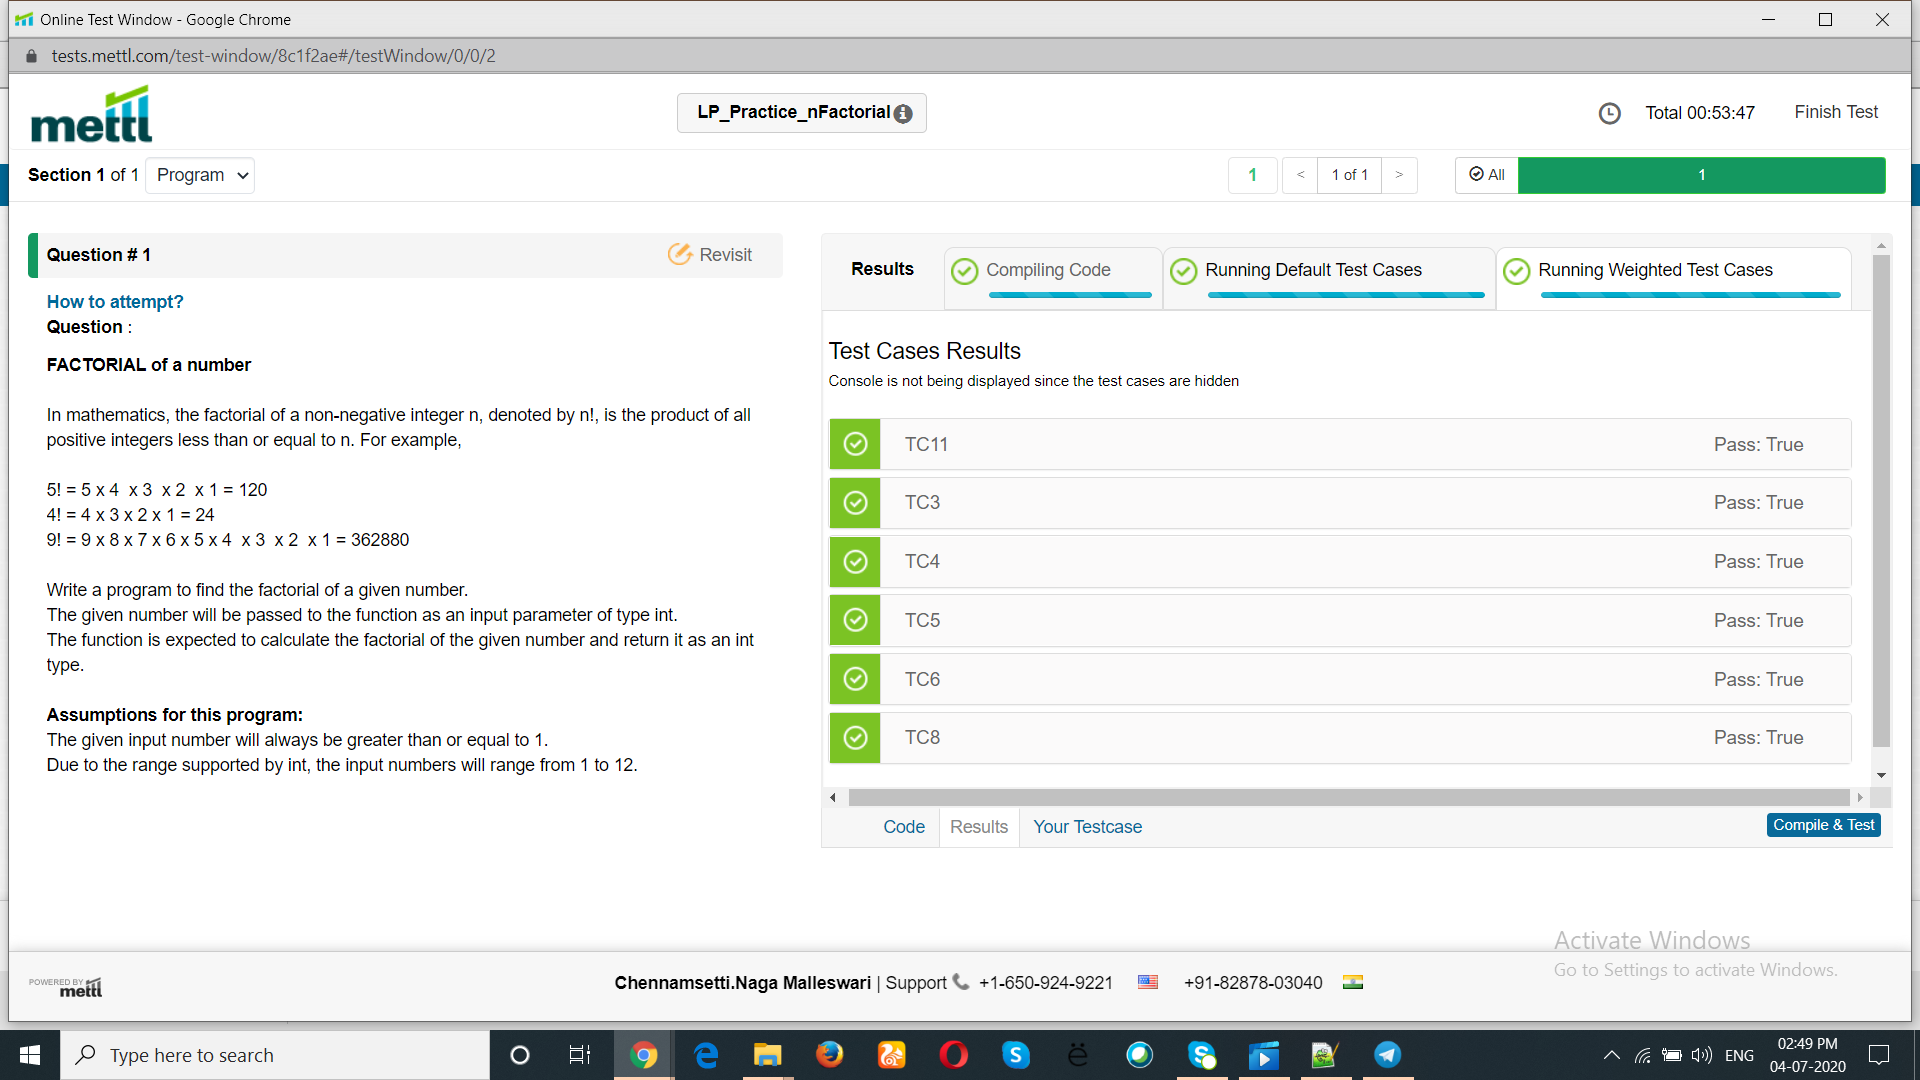 Online Test Window - Google Chrome
tests.mettl.com/test-window/8c1f2ae#/testWindow/0/0/2
mettl
LP_Practice_nFactorial
Total 00:53:47
Finish Test
Section 1 of 1
Program
1
< 1 of 1 >
All
1
Question # 1
Revisit
How to attempt?
Question :
FACTORIAL of a number
In mathematics, the factorial of a non-negative integer n, denoted by n!, is the product of all
positive integers less than or equal to n. For example,
5! = 5 x 4 x 3 x 2 x 1 = 120
4! = 4 x 3 x 2 x 1 = 24
9! = 9 x 8 x 7 x 6 x 5 x 4 x 3 x 2 x 1 = 362880
Write a program to find the factorial of a given number.
The given number will be passed to the function as an input parameter of type int.
The function is expected to calculate the factorial of the given number and return it as an int
type.
Assumptions for this program:
The given input number will always be greater than or equal to 1.
Due to the range supported by int, the input numbers will range from 1 to 12.
Results
Compiling Code
Running Default Test Cases
Running Weighted Test Cases
Test Cases Results
Console is not being displayed since the test cases are hidden
TC11 Pass: True
TC3 Pass: True
TC4 Pass: True
TC5 Pass: True
TC6 Pass: True
TC8 Pass: True
Code
Results
Your Testcase
Compile & Test
Activate Windows
Go to Settings to activate Windows.
POWERED BY
mettl
Chennamsetti.Naga Malleswari | Support +1-650-924-9221 +91-82878-03040
Type here to search
ENG
02:49 PM
04-07-2020